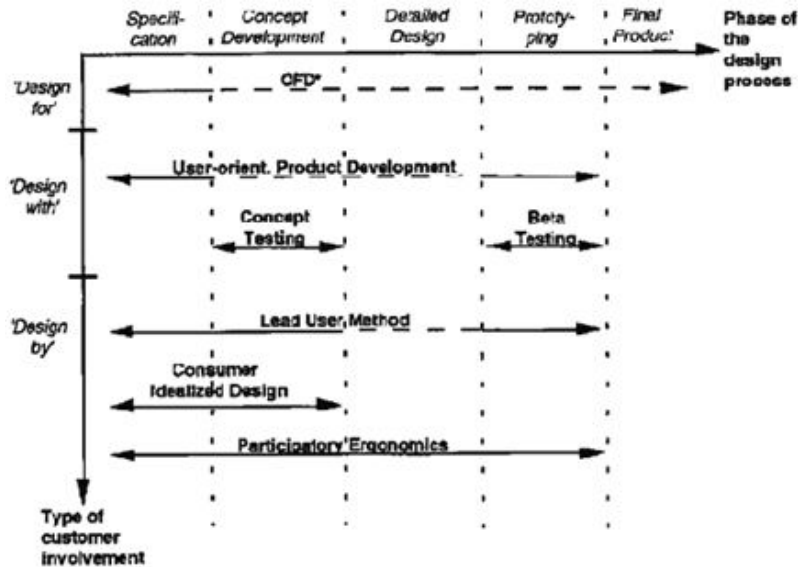 Specifi-
cation
Concept
Development
Detailed
Design
Prototy-
ping
Final
Product
Phase of
the
design
process
'Design
for'
QFD*
User-orient. Product Development
'Design
with'
Concept
Testing
Beta
Testing
'Design
by'
Lead User Method
Consumer
Idealized Design
Participatory Ergonomics
Type of
customer
involvement